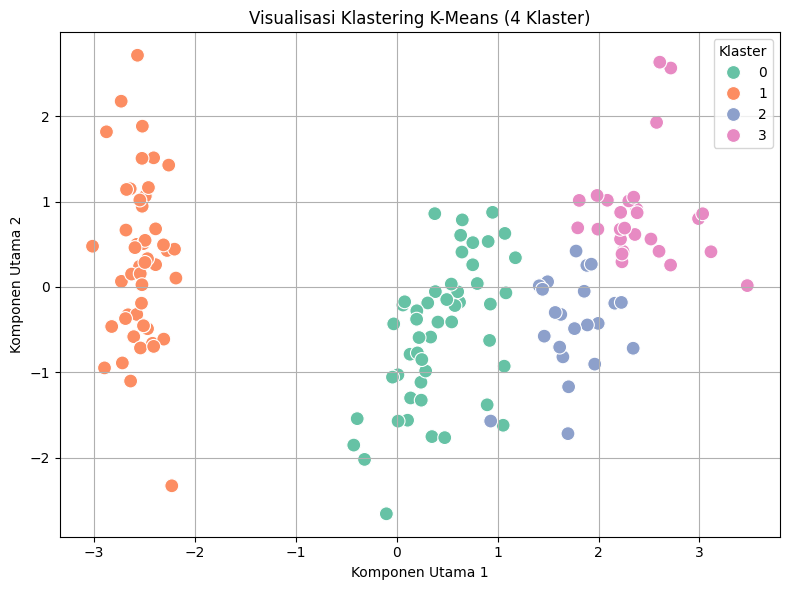 Visualisasi Klastering K-Means (4 Klaster)
Klaster
0
1
2
3
Komponen Utama 2
2
1
0
−1
−2
−3 −2 −1 0 1 2 3
Komponen Utama 1